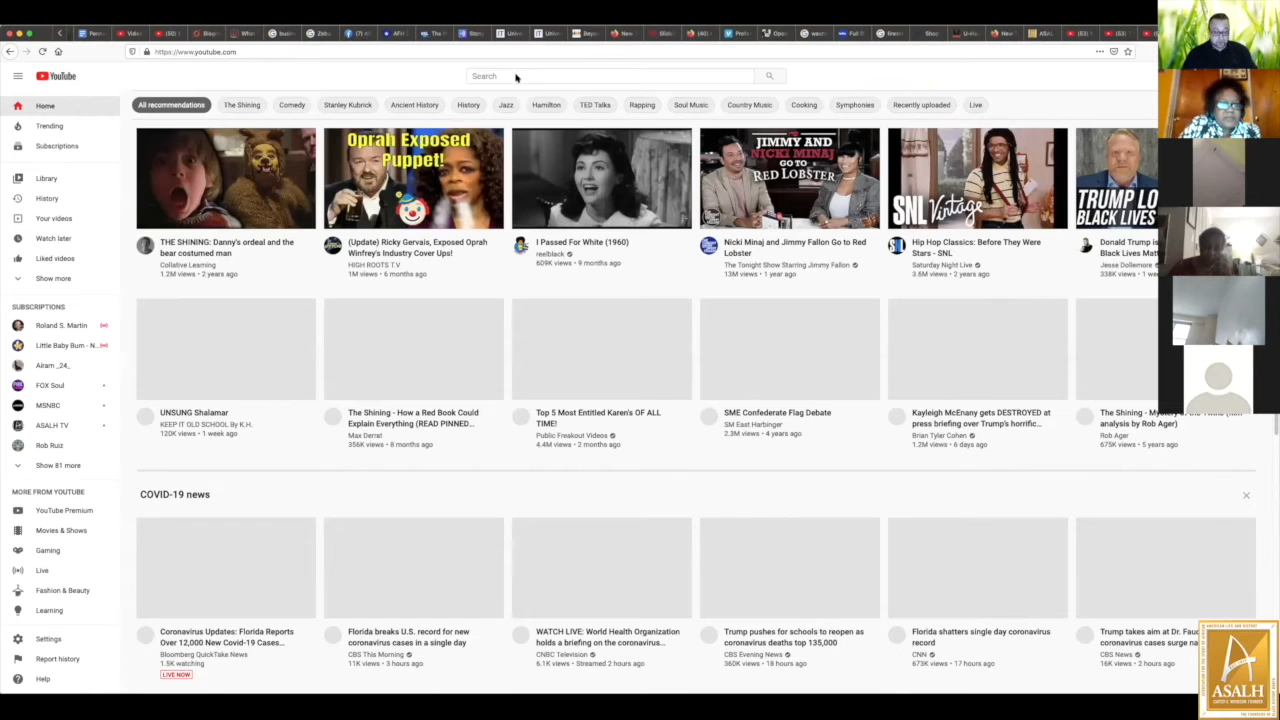 https://www.youtube.com
YouTube
Search
Home
Trending
Subscriptions
Library
History
Your videos
Watch later
Liked videos
Show more
SUBSCRIPTIONS
Roland S. Martin
Little Baby Bum - N...
Airam _24_
FOX Soul
MSNBC
ASALH TV
Rob Ruiz
Show 81 more
MORE FROM YOUTUBE
YouTube Premium
Movies & Shows
Gaming
Live
Fashion & Beauty
Learning
Settings
Report history
Help
All recommendations The Shining Comedy Stanley Kubrick Ancient History History Jazz Hamilton TED Talks Rapping Soul Music Country Music Cooking Symphonies Recently uploaded Live
Oprah Exposed
Puppet!
JIMMY AND
NICKI MINAJ
GO TO
RED LOBSTER
SNL Vintage
TRUMP LO
BLACK LIVES
THE SHINING: Danny's ordeal and the
bear costumed man
Collative Learning
1.2M views • 2 years ago
(Update) Ricky Gervais, Exposed Oprah
Winfrey's Industry Cover Ups!
HIGH ROOTS T.V
1M views • 6 months ago
I Passed For White (1960)
reelblack
609K views • 9 months ago
Nicki Minaj and Jimmy Fallon Go to Red
Lobster
The Tonight Show Starring Jimmy Fallon
13M views • 1 year ago
Hip Hop Classics: Before They Were
Stars - SNL
Saturday Night Live
3.6M views • 2 years ago
Donald Trump is
Black Lives Matt
Jesse Dollemore
338K views
UNSUNG Shalamar
KEEP IT OLD SCHOOL By K.H.
120K views • 1 week ago
The Shining - How a Red Book Could
Explain Everything (READ PINNED...
Max Derrat
356K views • 8 months ago
Top 5 Most Entitled Karen's OF ALL
TIME!
Public Freakout Videos
4.4M views • 2 months ago
SME Confederate Flag Debate
SM East Harbinger
2.3M views • 4 years ago
Kayleigh McEnany gets DESTROYED at
press briefing over Trump's horrific...
Brian Tyler Cohen
1.2M views • 6 days ago
The Shining - Mystery
analysis by Rob Ager)
Rob Ager
675K views • 5 years ago
COVID-19 news
Coronavirus Updates: Florida Reports
Over 12,000 New Covid-19 Cases...
Bloomberg QuickTake News
1.5K watching
LIVE NOW
Florida breaks U.S. record for new
coronavirus cases in a single day
CBS This Morning
11K views • 3 hours ago
WATCH LIVE: World Health Organization
holds a briefing on the coronavirus...
CNBC Television
6.1K views • Streamed 2 hours ago
Trump pushes for schools to reopen as
coronavirus deaths top 135,000
CBS Evening News
360K views • 18 hours ago
Florida shatters single day coronavirus
record
CNN
673K views • 17 hours ago
Trump takes aim at Dr. Fauc
coronavirus cases surge na
CBS News
16K views • 2 hours
ASALH